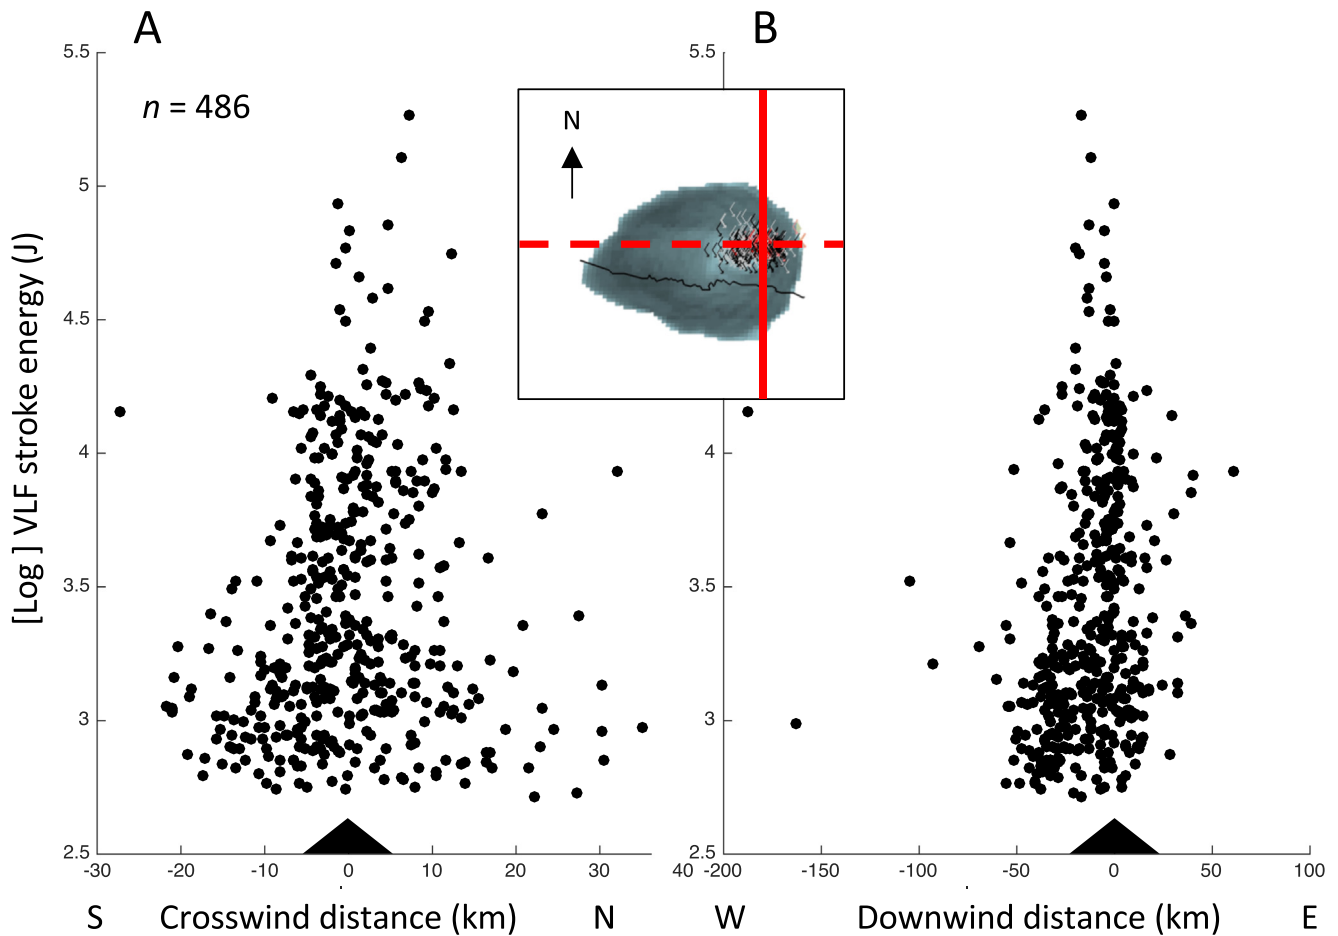 A
B
5.5
5
4.5
4
3.5
3
2.5
[Log ] VLF stroke energy (J)
n = 486
N
5.5
4
3.5
3
2.5
-30 -20 -10 0 10 20 30 40
-200 -150 -100 -50 0 50 100
S Crosswind distance (km) N
W Downwind distance (km) E